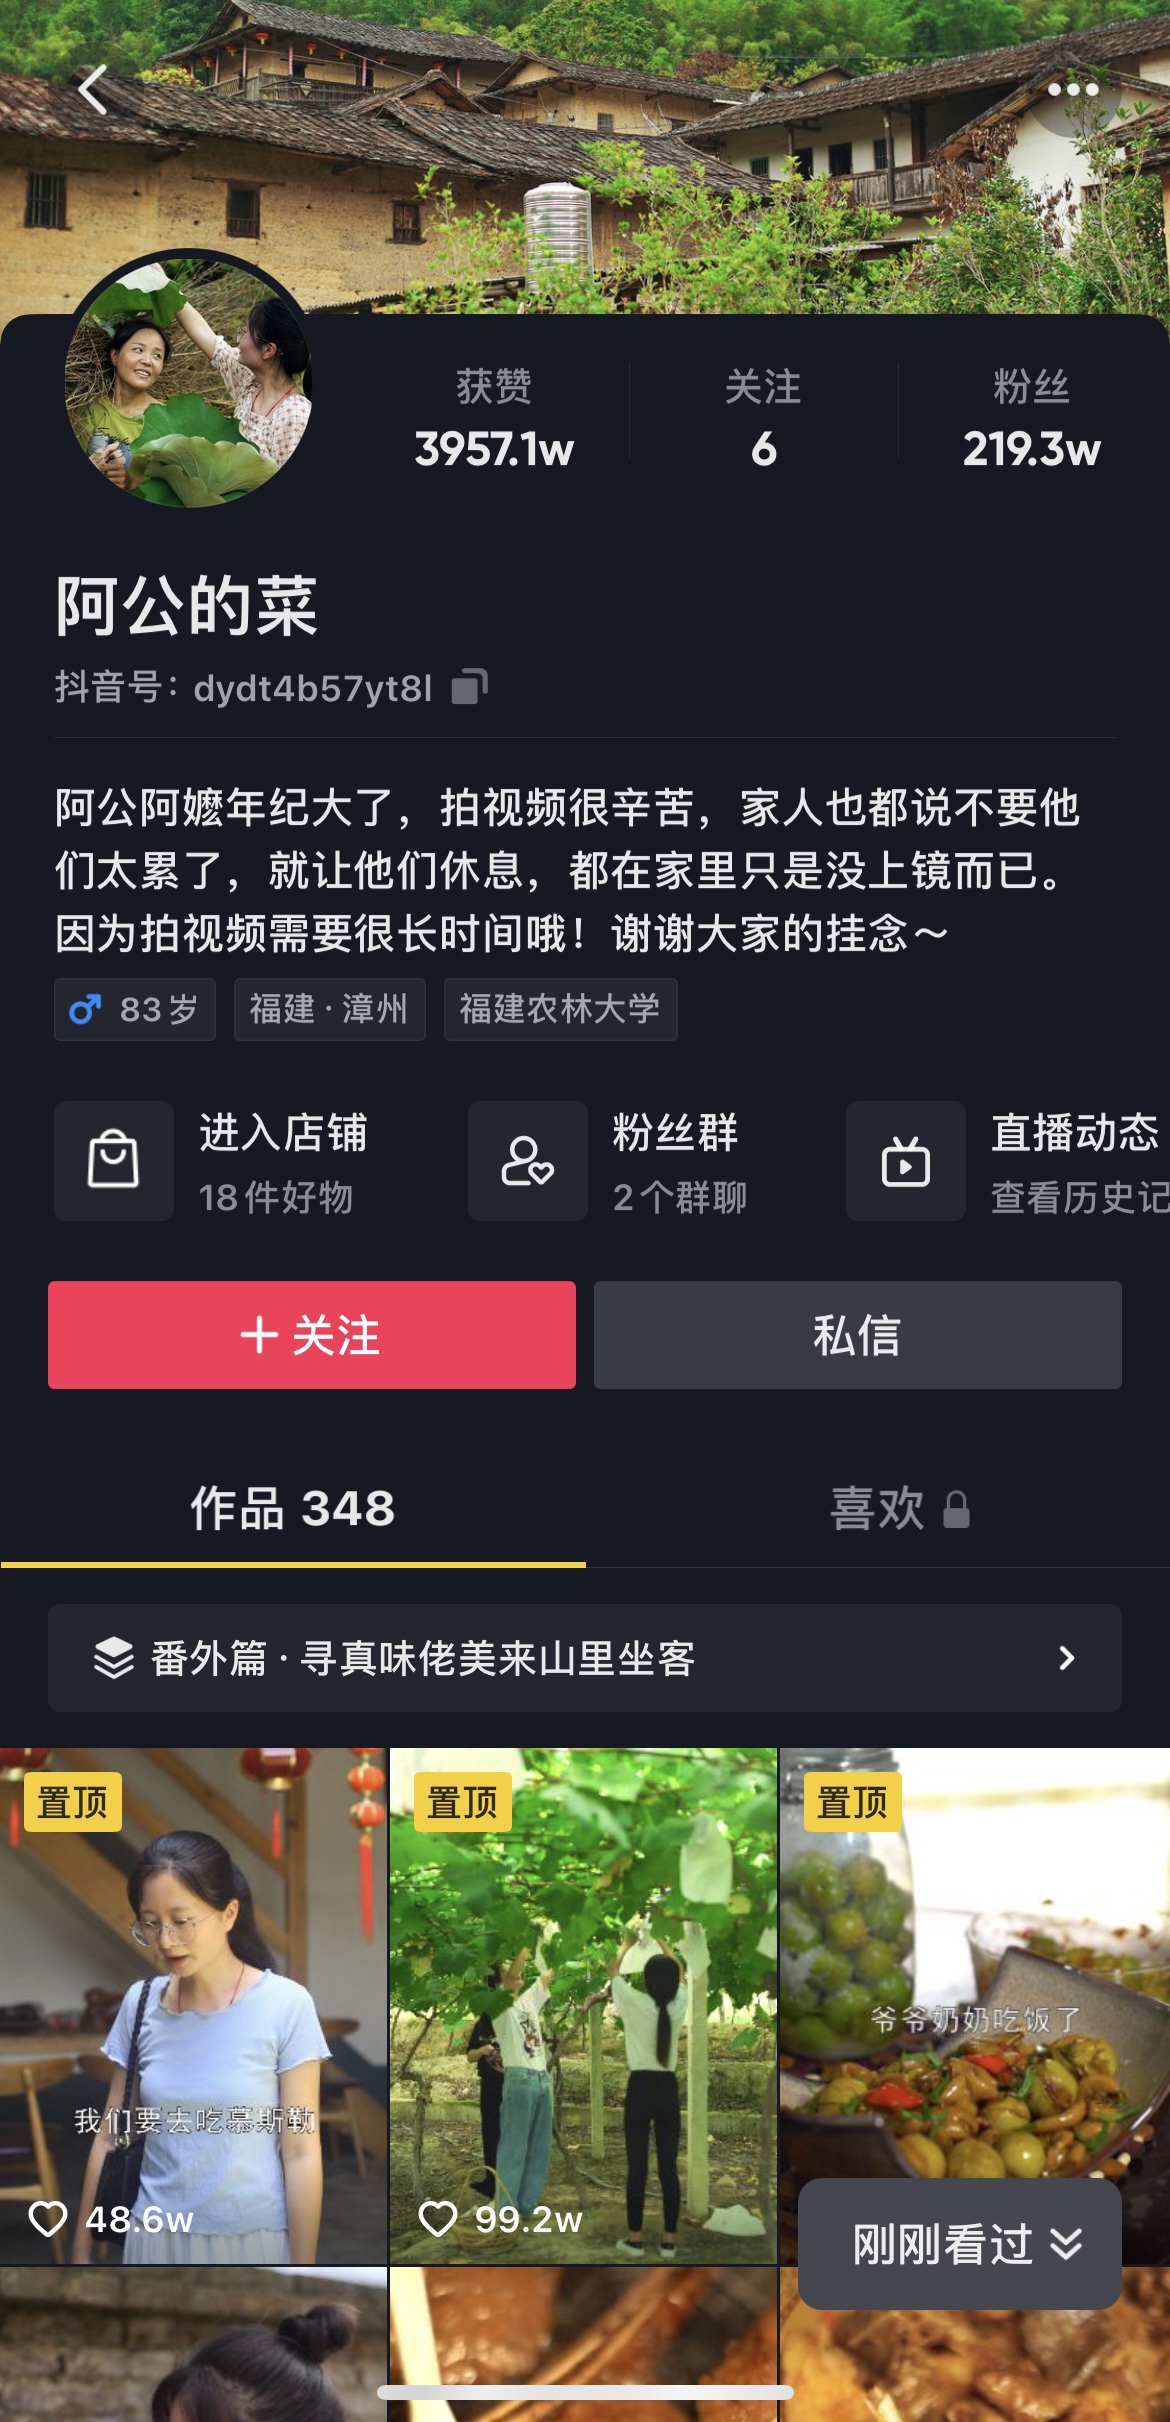 获赞 关注 粉丝
3957.1w 6 219.3w
阿公的菜
抖音号：dydt4b57yt8l
阿公阿嬷年纪大了，拍视频很辛苦，家人也都说不要他
们太累了，就让他们休息，都在家里只是没上镜而已。
因为拍视频需要很长时间哦！谢谢大家的挂念～
83岁 福建·漳州 福建农林大学
进入店铺 粉丝群 直播动态
18件好物 2个群聊 查看历史记
关注 私信
作品 348 喜欢
番外篇·寻真味佬美来山里坐客
置顶 置顶 置顶
爷爷奶奶吃饭了
我们要去吃慕斯勒
48.6w 99.2w
刚刚看过